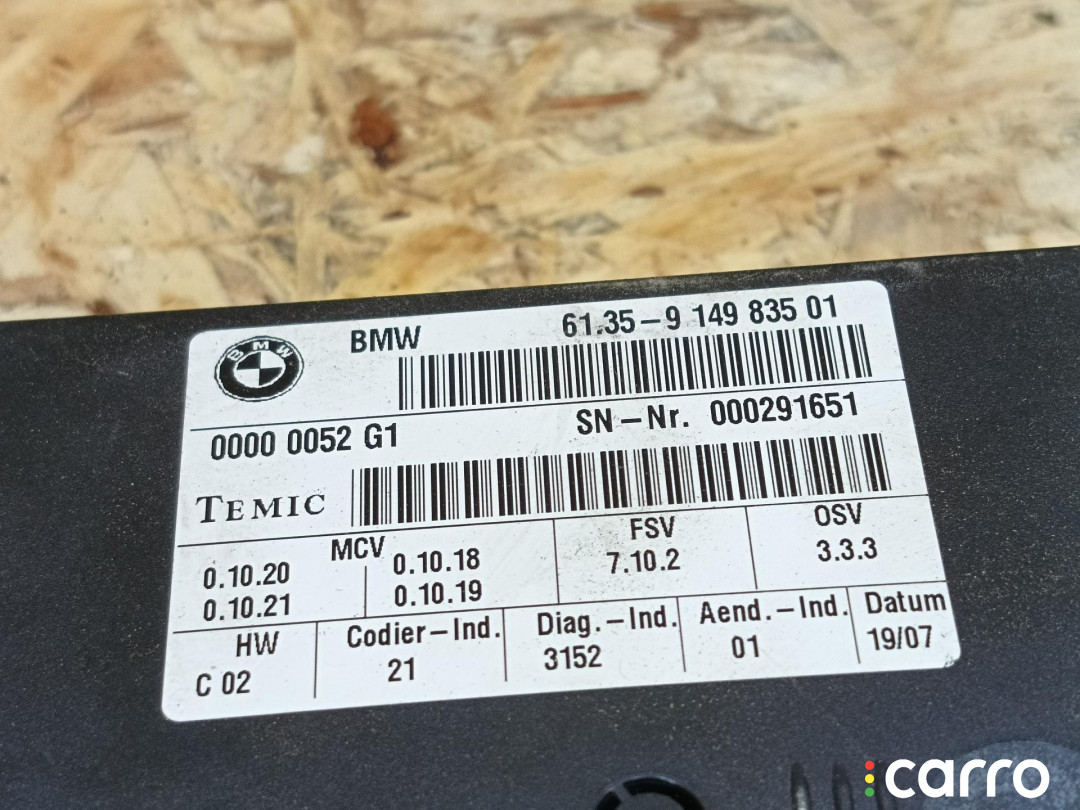 BMW
BMW 61.35-9 149 835 01
0000 0052 G1 SN-Nr. 000291651
TEMIC
MCV FSV OSV
0.10.20 0.10.18 7.10.2 3.3.3
0.10.21 0.10.19
HW Codier-Ind. Diag.-Ind. Aend.-Ind. Datum
C 02 21 3152 01 19/07
carro